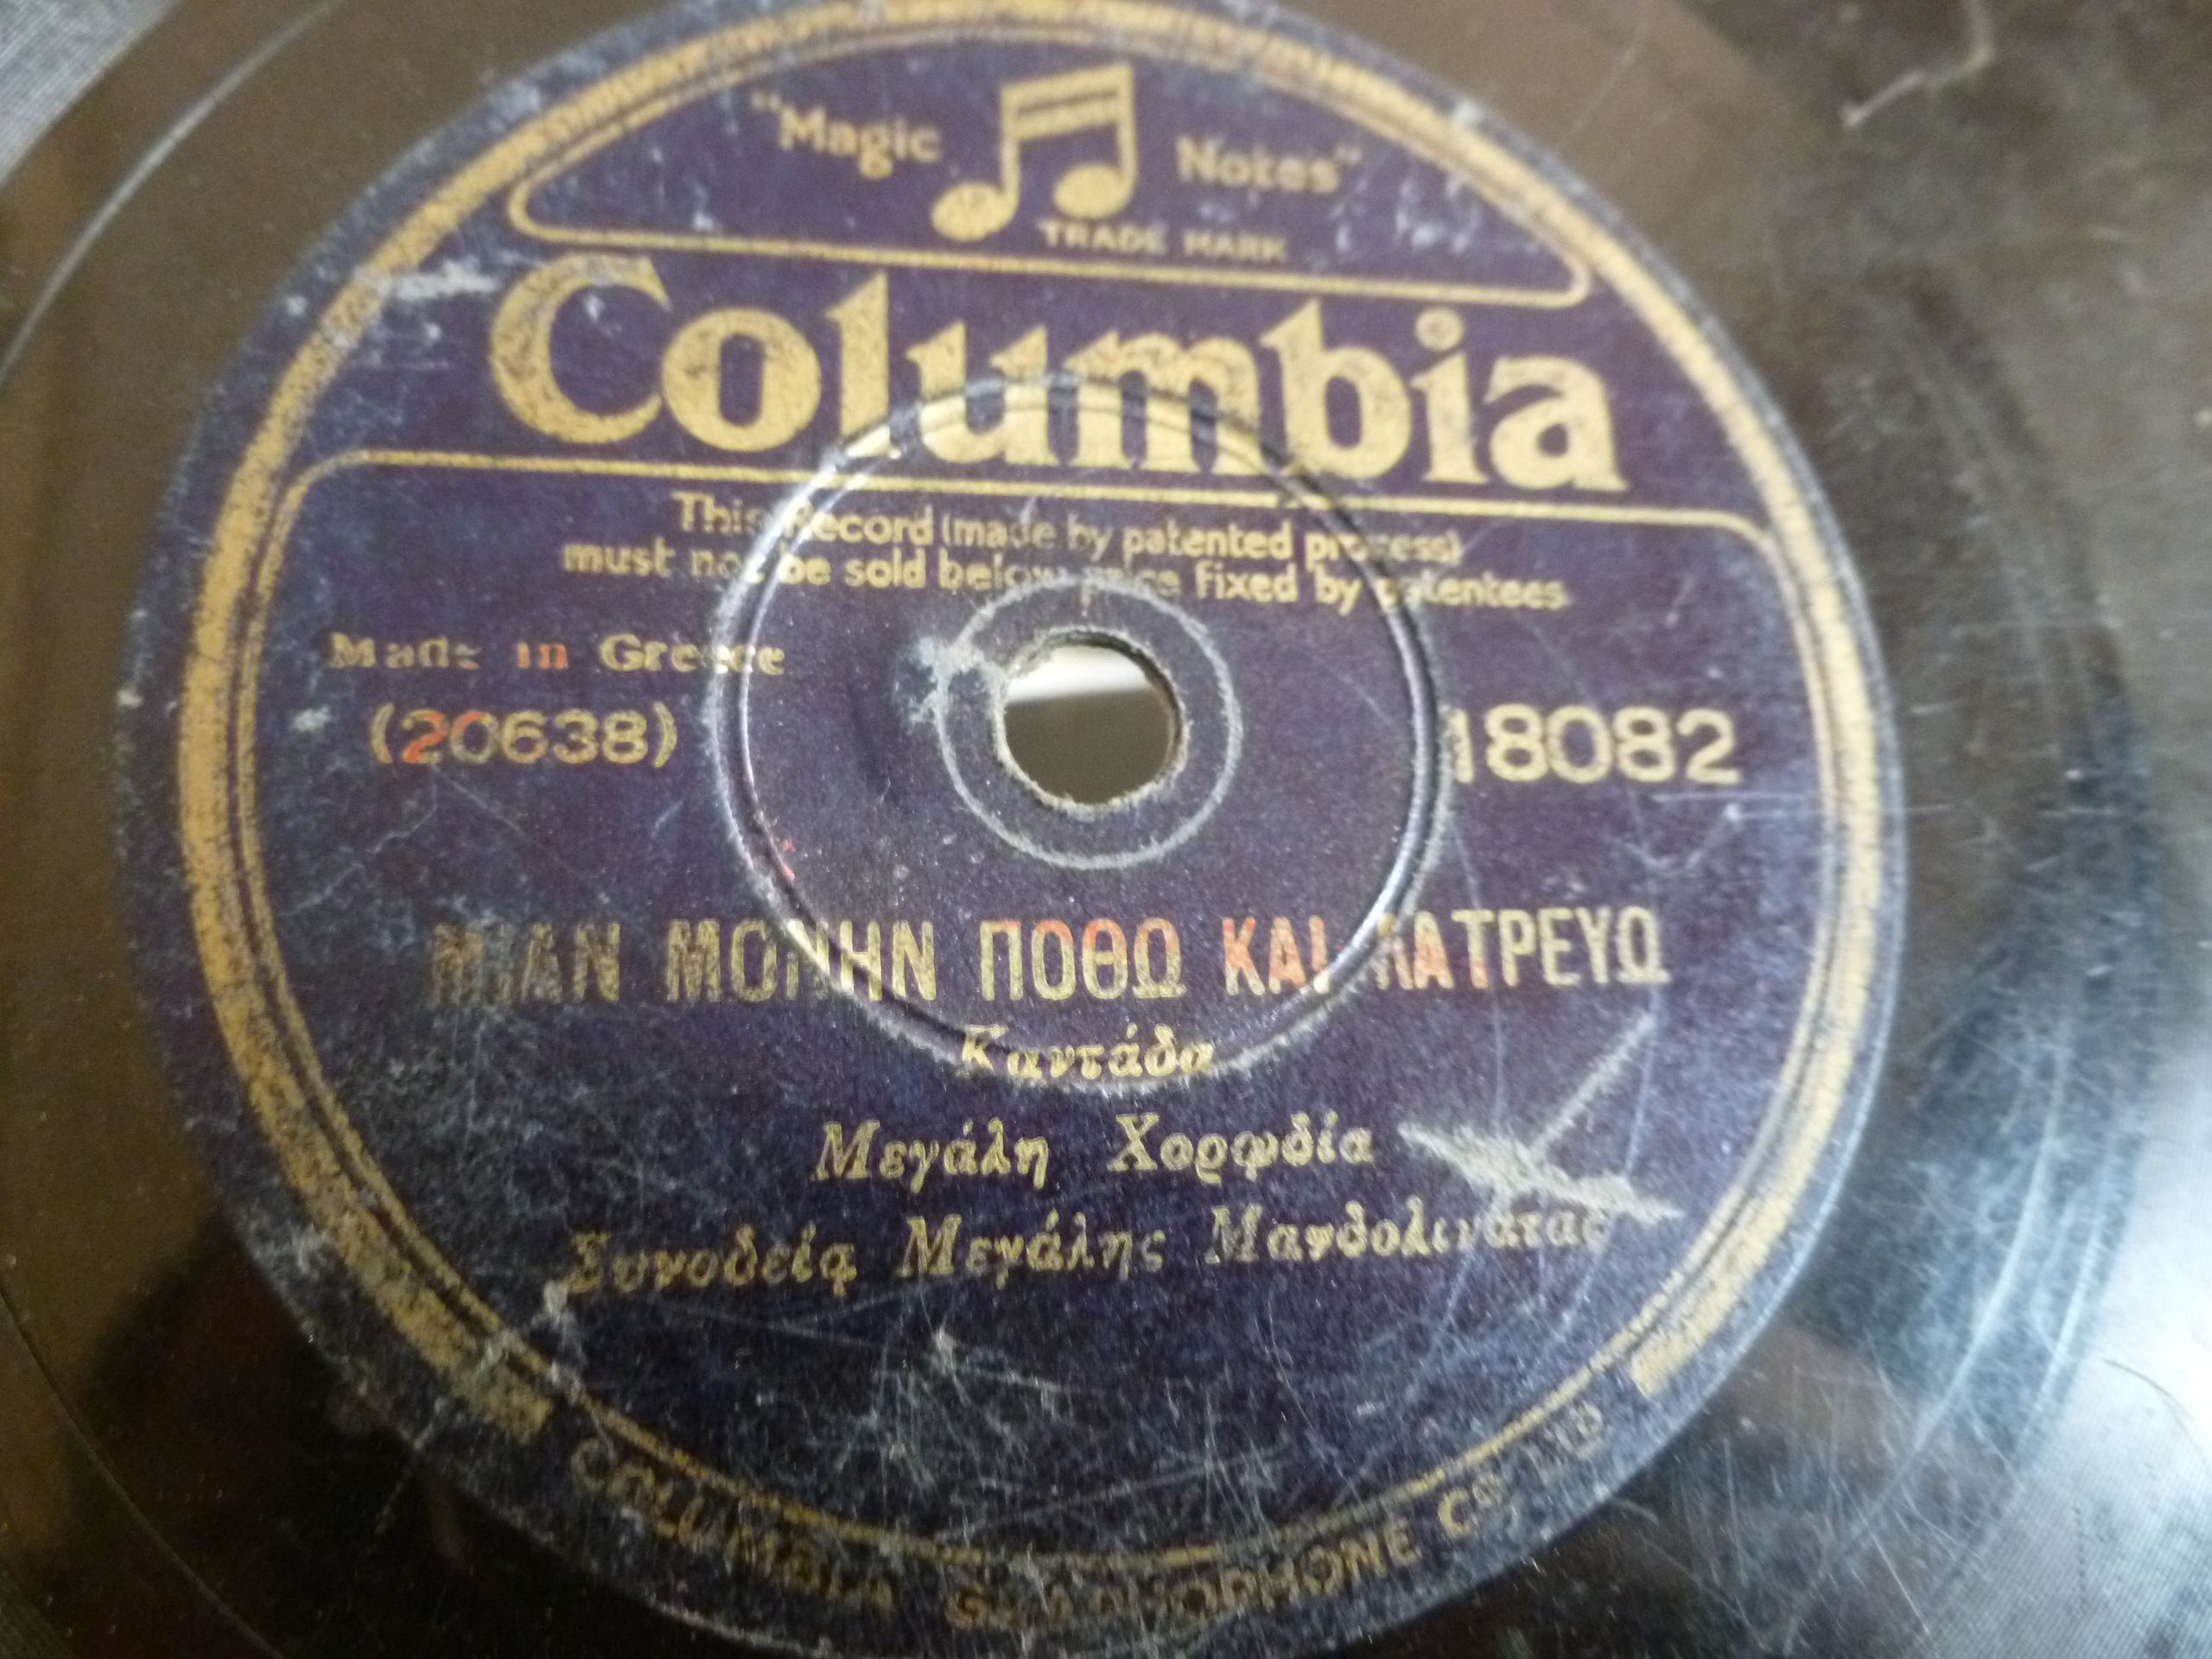 "Magic Notes"
TRADE MARK
Columbia
This Record (made by patented process)
must not be sold below price fixed by patentees
Made in Greece
(20638)
18082
ΜΙΑΝ ΜΟΝΗΝ ΠΟΘΩ ΚΑΙ ΛΑΤΡΕΥΩ
Καντάδα
Μεγάλη Χορῳδία
Συνοδείᾳ Μεγάλης Μανδολινάτας
COLUMBIA GRAPHOPHONE CO. LTD